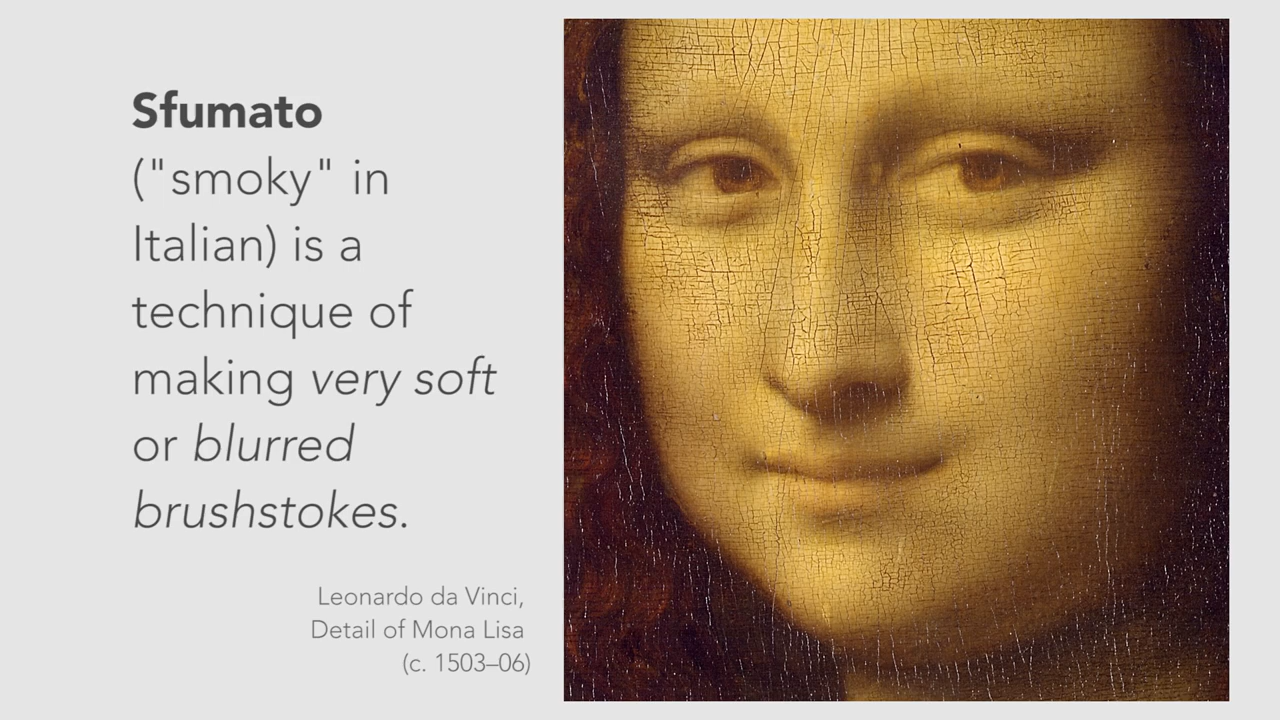 Sfumato
("smoky" in
Italian) is a
technique of
making very soft
or blurred
brushstokes.
Leonardo da Vinci,
Detail of Mona Lisa
(c. 1503–06)